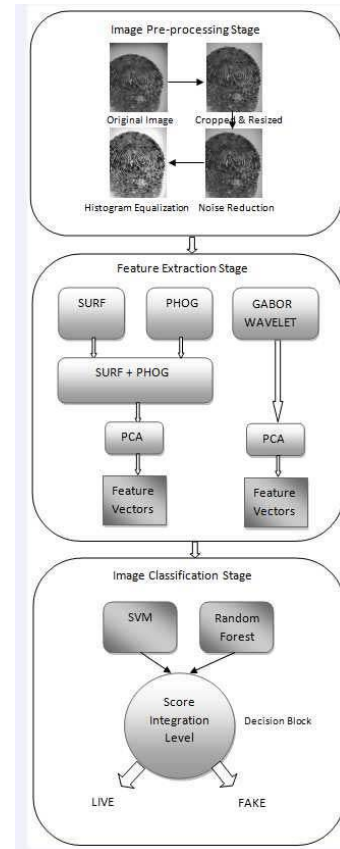 Image Pre-processing Stage
Original Image
Cropped & Resized
Histogram Equalization
Noise Reduction
Feature Extraction Stage
SURF
PHOG
GABOR
WAVELET
SURF + PHOG
PCA
PCA
Feature
Vectors
Feature
Vectors
Image Classification Stage
SVM
Random
Forest
Score
Integration
Level
Decision Block
LIVE
FAKE